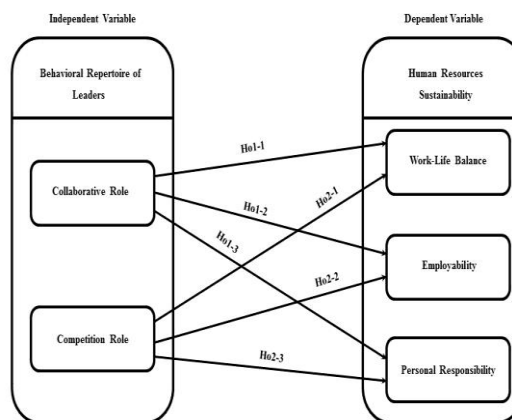 Independent Variable
Dependent Variable
Behavioral Repertoire of
Leaders
Human Resources
Sustainability
Ho1-1
Work-Life Balance
Collaborative Role
Ho2-1
Ho1-2
Ho1-3
Employability
Ho2-2
Competition Role
Ho2-3
Personal Responsibility